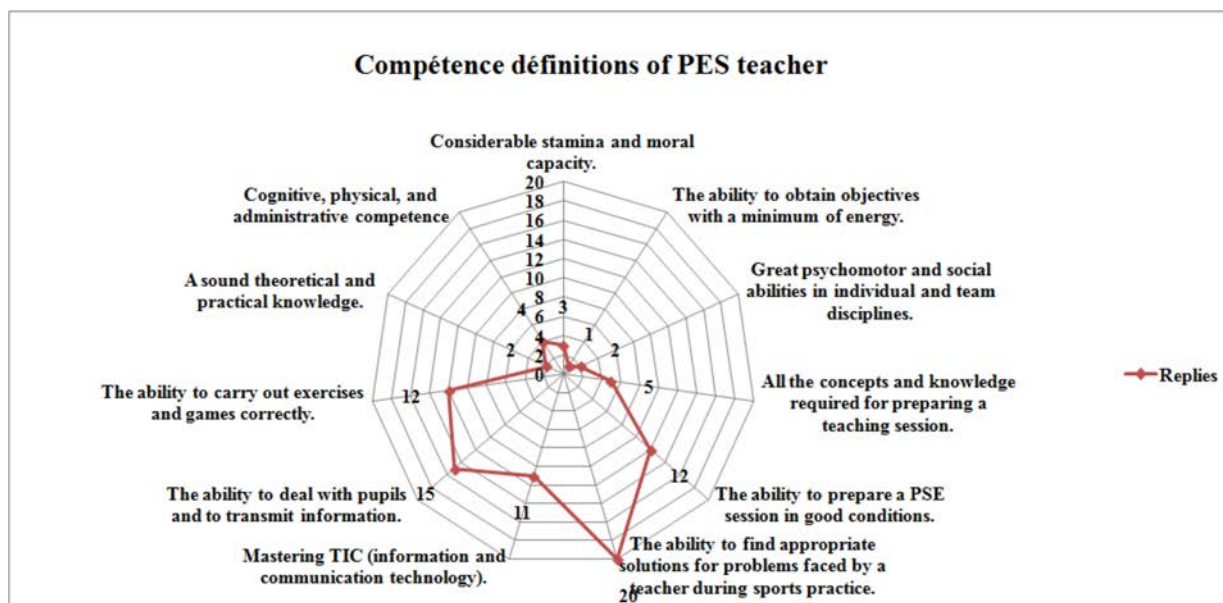 Compétence définitions of PES teacher
Considerable stamina and moral
capacity.
The ability to obtain objectives
with a minimum of energy.
Great psychomotor and social
abilities in individual and team
disciplines.
All the concepts and knowledge
required for preparing a
teaching session.
The ability to prepare a PSE
session in good conditions.
The ability to find appropriate
solutions for problems faced by a
teacher during sports practice.
Mastering TIC (information and
communication technology).
The ability to deal with pupils
and to transmit information.
The ability to carry out exercises
and games correctly.
A sound theoretical and
practical knowledge.
Cognitive, physical, and
administrative competence
20
18
16
14
12
10
8
6
4
2
0
3
1
2
5
12
20
11
15
12
2
4
Replies